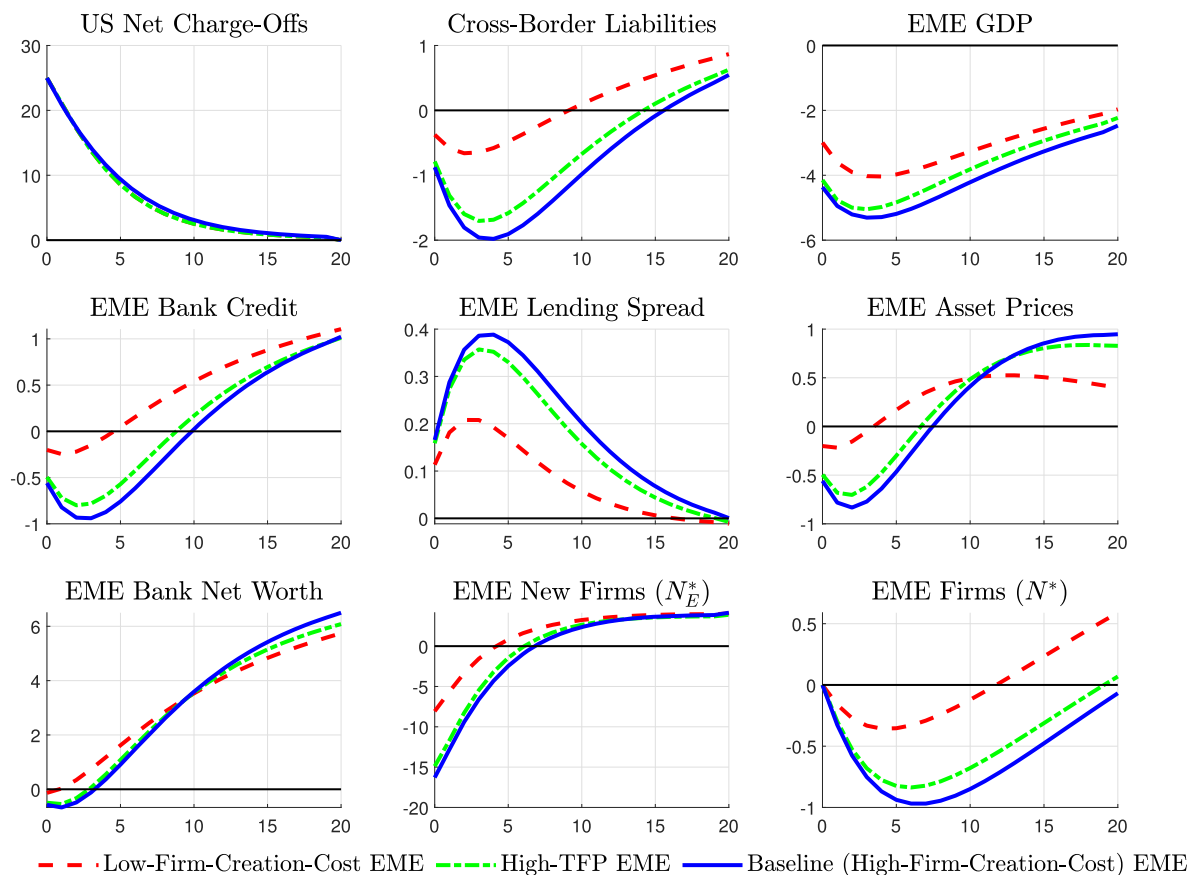 US Net Charge-Offs
30
20
10
0
0 5 10 15 20
Cross-Border Liabilities
1
0
-1
-2
0 5 10 15 20
EME GDP
0
-2
-4
-6
0 5 10 15 20
EME Bank Credit
1
0.5
0
-0.5
-1
0 5 10 15 20
EME Lending Spread
0.4
0.3
0.2
0.1
0
0 5 10 15 20
EME Asset Prices
1
0.5
0
-0.5
-1
0 5 10 15 20
EME Bank Net Worth
6
4
2
0
0 5 10 15 20
EME New Firms (N*_E)
0
-5
-10
-15
-20
0 5 10 15 20
EME Firms (N*)
0.5
0
-0.5
-1
0 5 10 15 20
Low-Firm-Creation-Cost EME High-TFP EME Baseline (High-Firm-Creation-Cost) EME